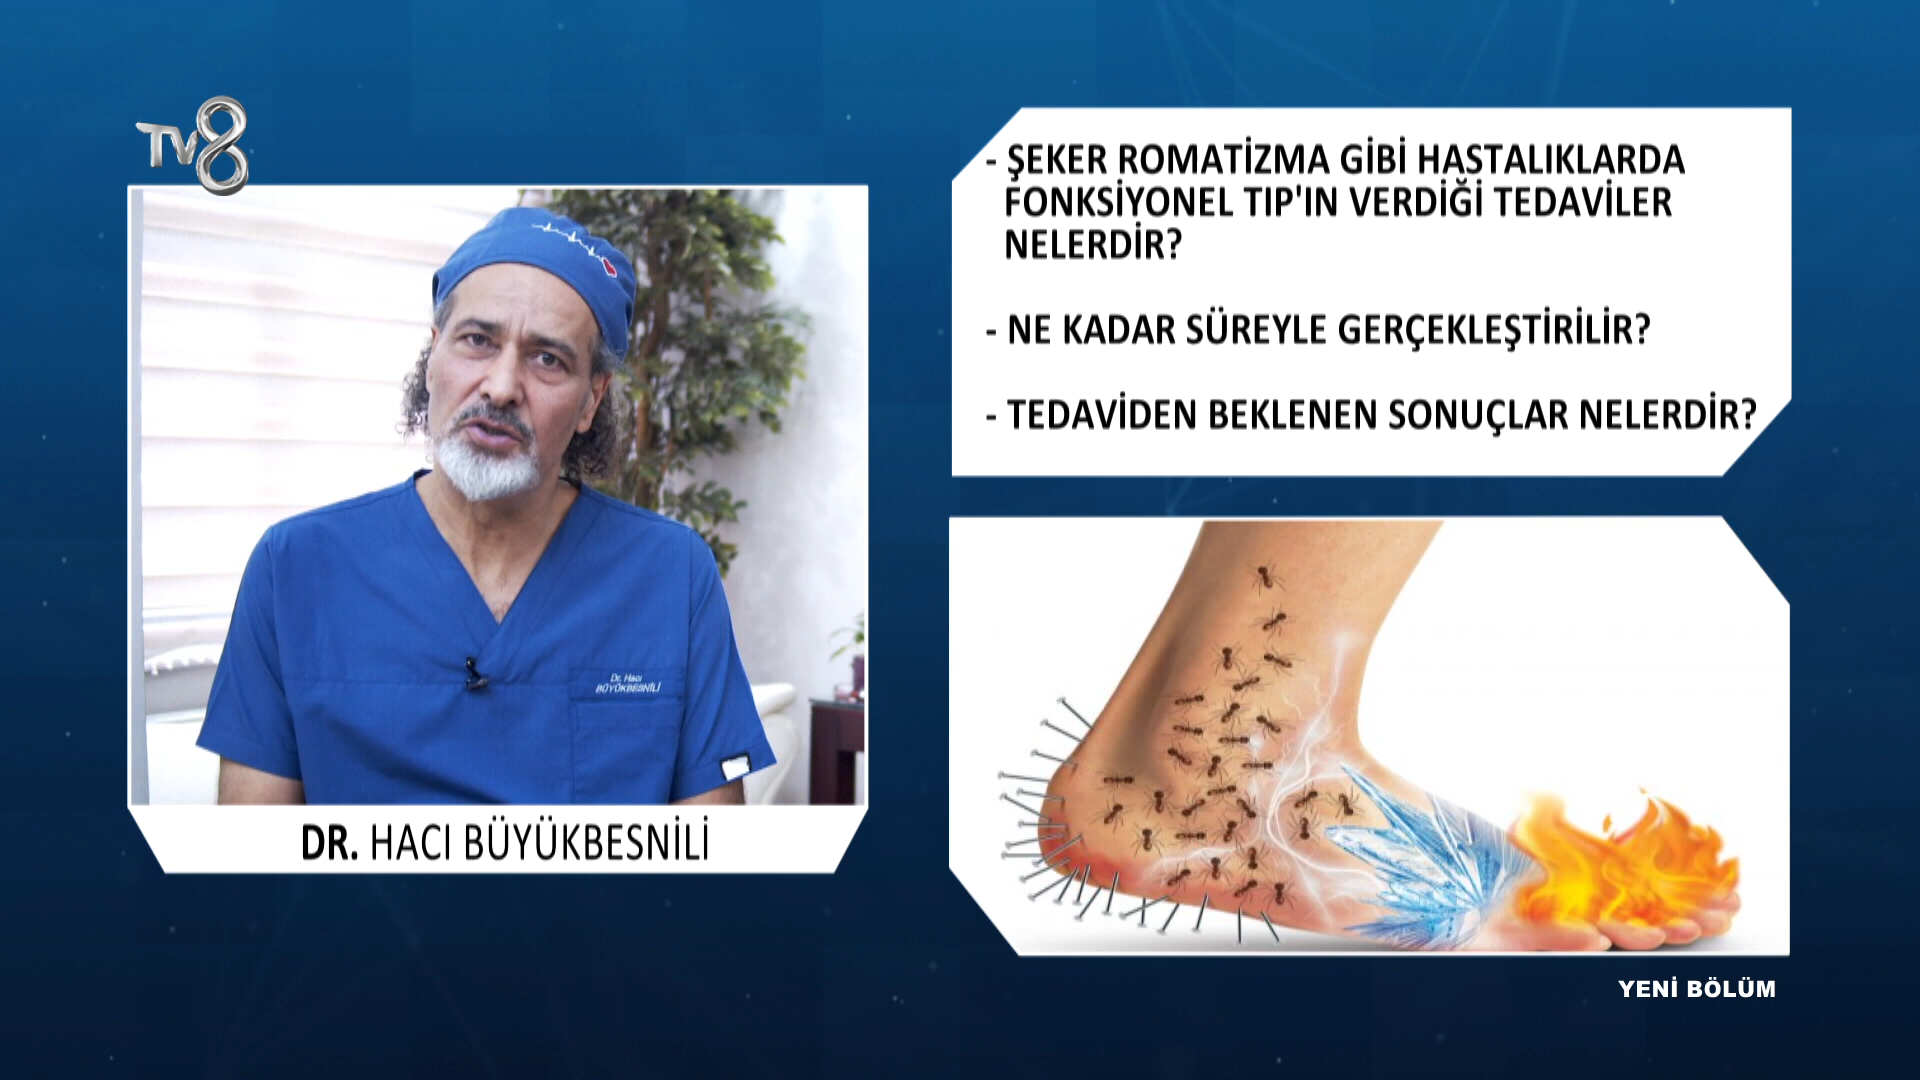 TV8
- ŞEKER ROMATİZMA GİBİ HASTALIKLARDA
FONKSİYONEL TIP'IN VERDİĞİ TEDAVİLER
NELERDİR?
- NE KADAR SÜREYLE GERÇEKLEŞTİRİLİR?
- TEDAVİDEN BEKLENEN SONUÇLAR NELERDİR?
Dr. Hacı
BÜYÜKBESNİLİ
DR. HACI BÜYÜKBESNİLİ
YENİ BÖLÜM